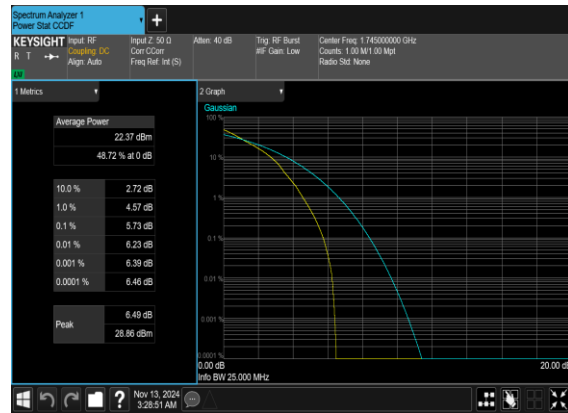 Spectrum Analyzer 1
Power Stat CCDF
+
KEYSIGHT
R T
LXI
Input: RF
Coupling: DC
Align: Auto
Input Z: 50 Ω
Corr CCorr
Freq Ref: Int (S)
Atten: 40 dB
Trig: RF Burst
#IF Gain: Low
Center Freq: 1.745000000 GHz
Counts: 1.00 M/1.00 Mpt
Radio Std: None
1 Metrics
Average Power
22.37 dBm
48.72 % at 0 dB
10.0 % 2.72 dB
1.0 % 4.57 dB
0.1 % 5.73 dB
0.01 % 6.23 dB
0.001 % 6.39 dB
0.0001 % 6.46 dB
Peak 6.49 dB
28.86 dBm
2 Graph
Gaussian
100 %
10 %
1 %
0.1 %
0.01 %
0.001 %
0.0001 %
0.00 dB
20.00 dB
Info BW 25.000 MHz
?
Nov 13, 2024
3:28:51 AM